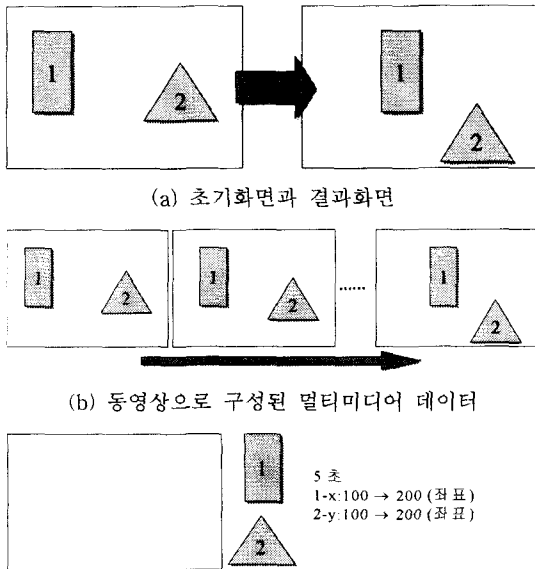 1
2
1
2
(a) 초기화면과 결과화면
1
2
1
2
......
1
2
(b) 동영상으로 구성된 멀티미디어 데이터
1
5 초
1-x:100 → 200 (좌표)
2-y:100 → 200 (좌표)
2